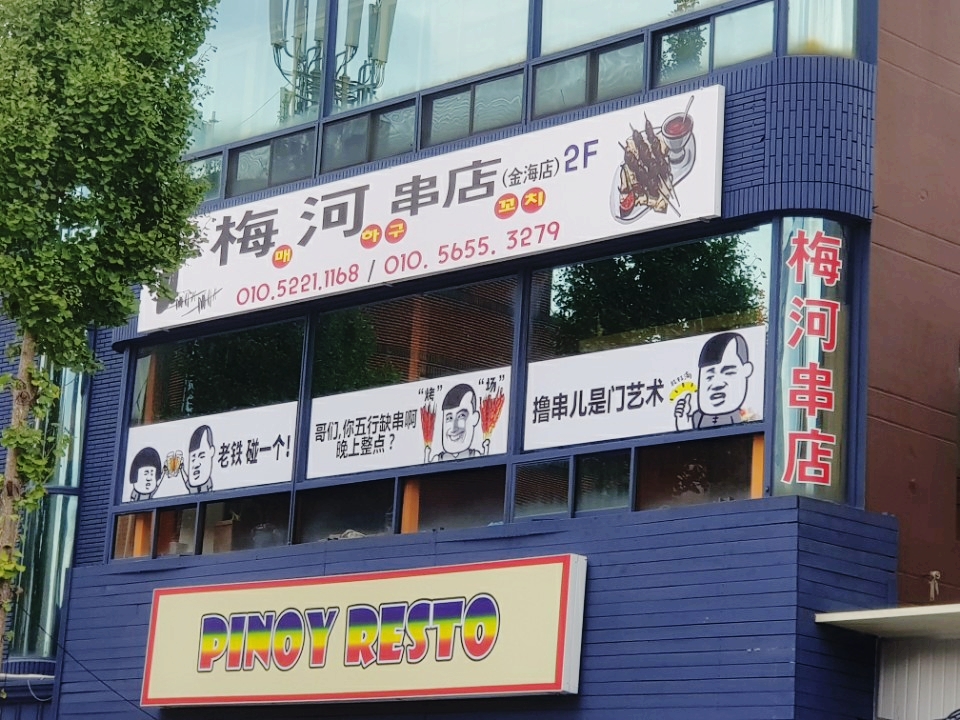 梅河串店(金海店) 2F
매 하구 꼬치
010.5221.1168 / 010. 5655. 3279
梅河串店
老铁 碰一个!
"烤" "场"
哥们,你五行缺串啊
晚上整点?
撸串儿是门艺术
PINOY RESTO